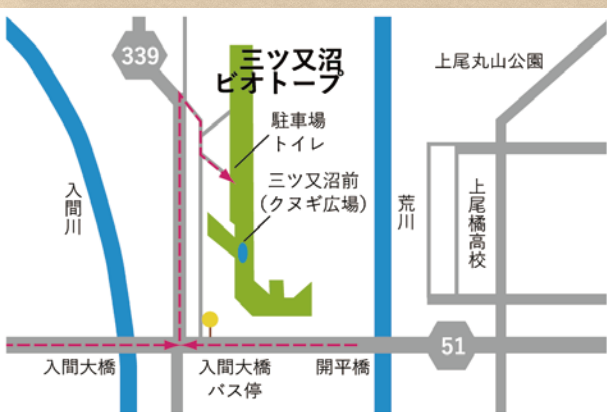 339
三ツ又沼
ビオトープ
上尾丸山公園
駐車場
トイレ
三ツ又沼前
(クヌギ広場)
入間川
荒川
上尾橘高校
51
入間大橋
入間大橋
バス停
開平橋